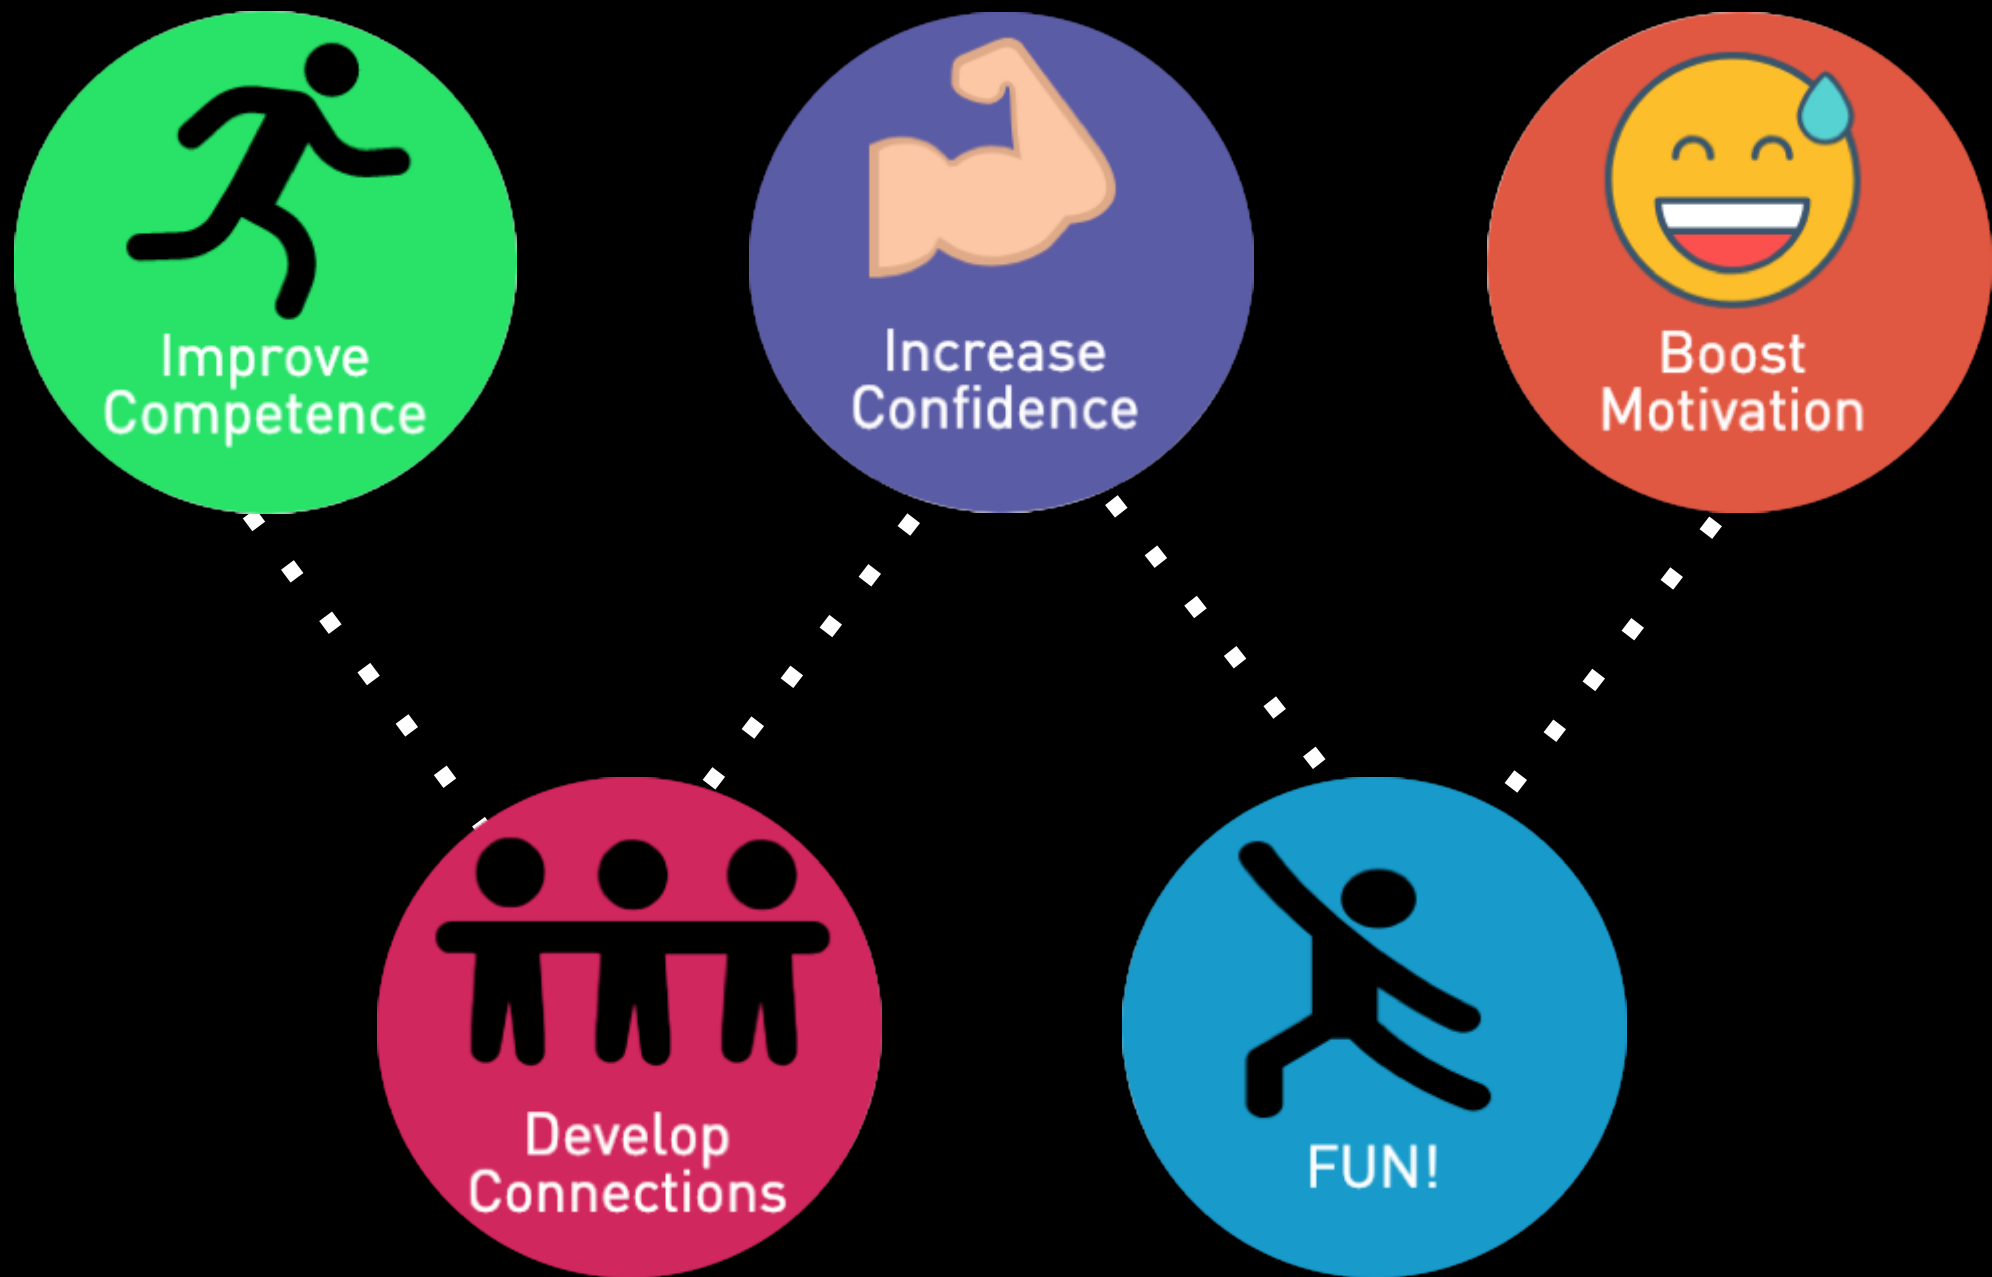 Improve
Competence
Increase
Confidence
Boost
Motivation
Develop
Connections
FUN!